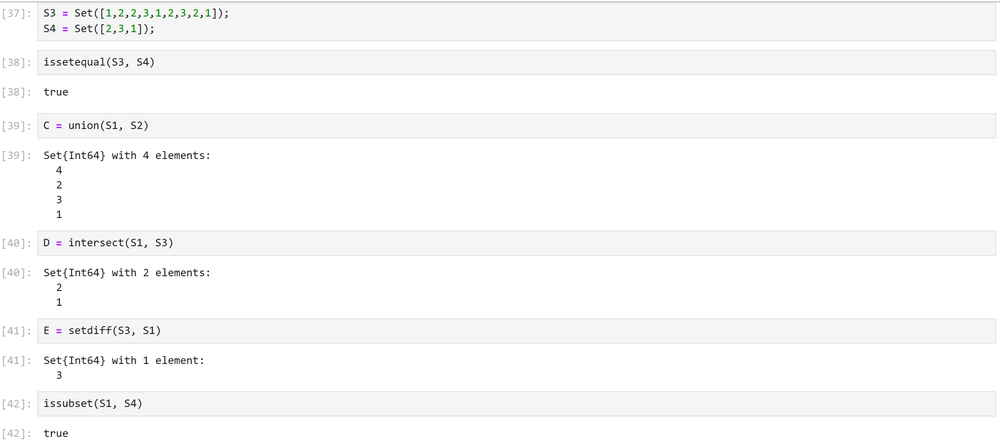 [37]: S3 = Set([1,2,2,3,1,2,3,2,1]);
S4 = Set([2,3,1]);
[38]: issetequal(S3, S4)
[38]: true
[39]: C = union(S1, S2)
[39]: Set{Int64} with 4 elements:
4
2
3
1
[40]: D = intersect(S1, S3)
[40]: Set{Int64} with 2 elements:
2
1
[41]: E = setdiff(S3, S1)
[41]: Set{Int64} with 1 element:
3
[42]: issubset(S1, S4)
[42]: true